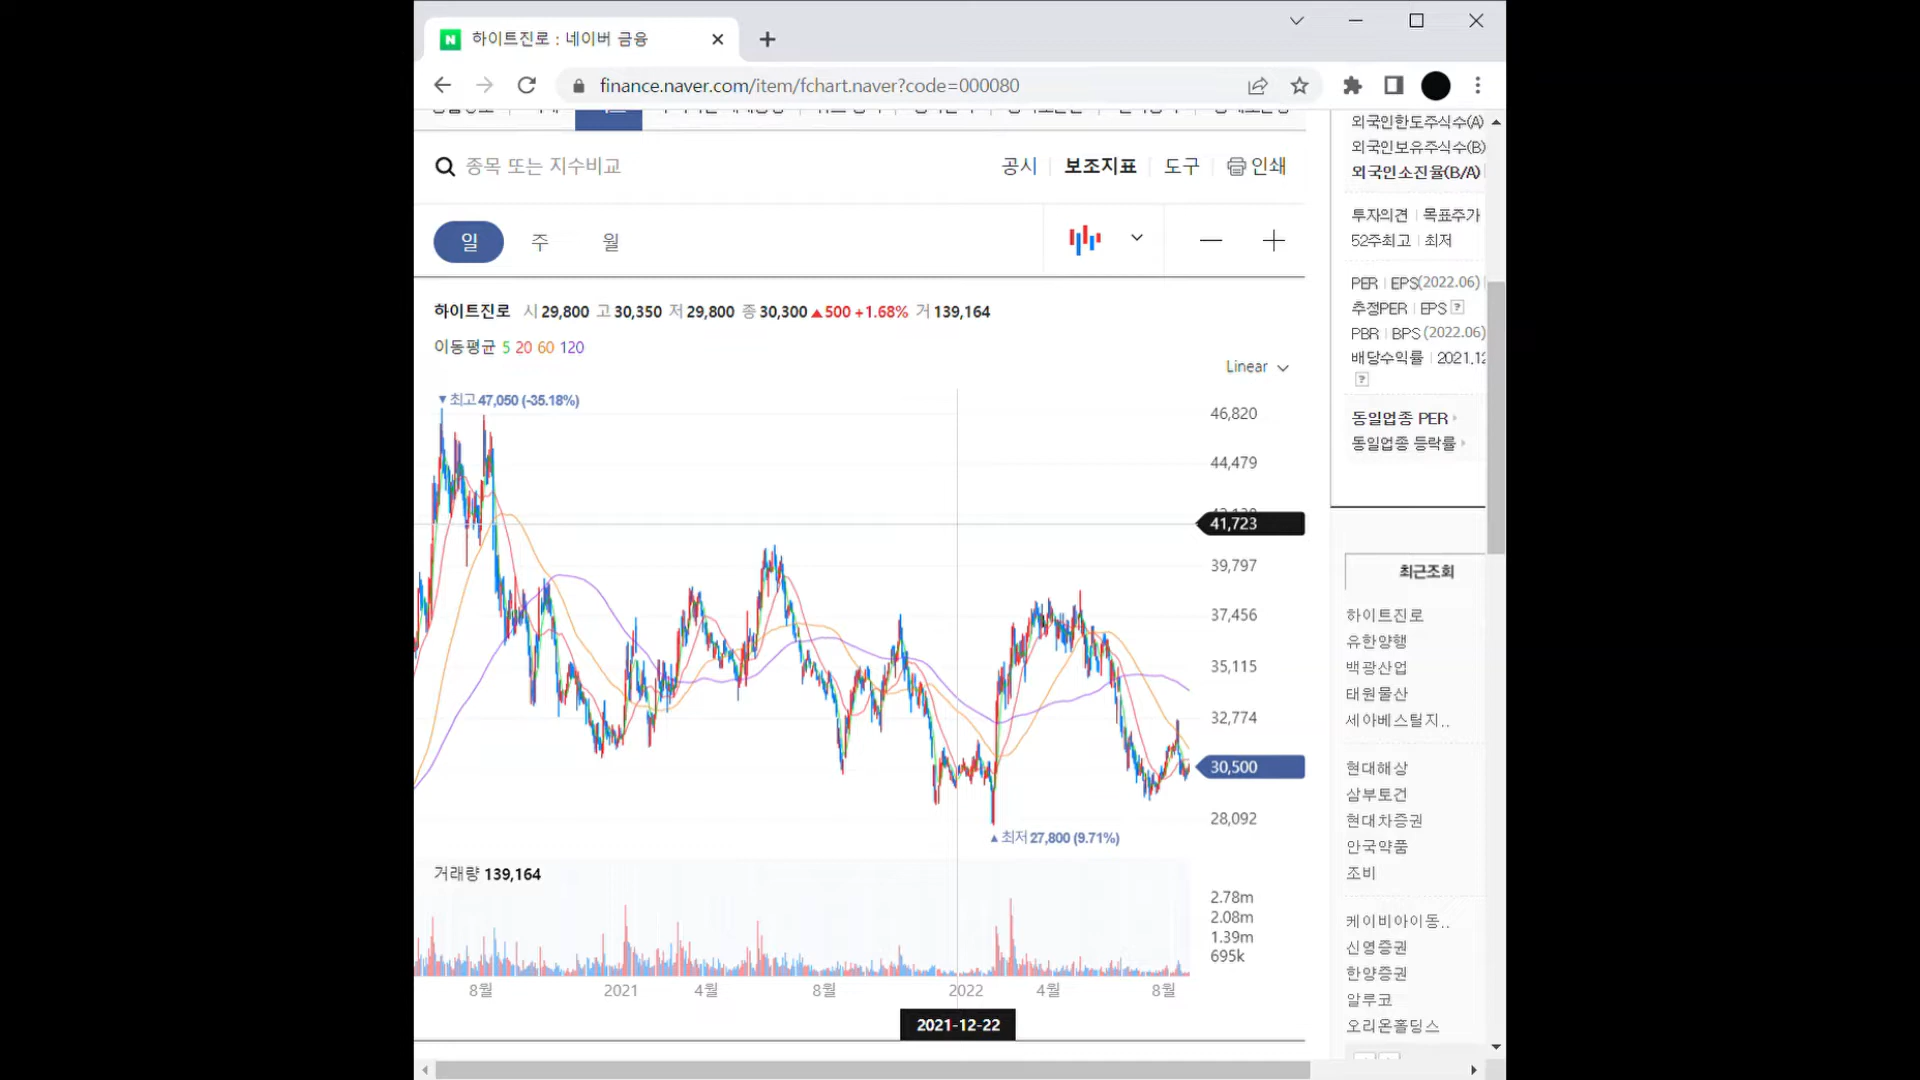 하이트진로 : 네이버 금융
finance.naver.com/item/fchart.naver?code=000080
종목 또는 지수비교
공시
보조지표
도구
인쇄
일
주
월
하이트진로 시 29,800 고 30,350 저 29,800 종 30,300 ▲500 +1.68% 거 139,164
이동평균 5 20 60 120
Linear
▼최고 47,050 (-35.18%)
46,820
44,479
41,723
39,797
37,456
35,115
32,774
30,500
28,092
▲최저 27,800 (9.71%)
거래량 139,164
2.78m
2.08m
1.39m
695k
8월
2021
4월
8월
2022
4월
8월
2021-12-22
외국인한도주식수(A)
외국인보유주식수(B)
외국인소진율(B/A)
투자의견 | 목표주가
52주최고 | 최저
PER | EPS(2022.06)
추정PER | EPS ?
PBR | BPS (2022.06)
배당수익률 | 2021.12
?
동일업종 PER
동일업종 등락률
최근조회
하이트진로
유한양행
백광산업
태원물산
세아베스틸지..
현대해상
삼부토건
현대차증권
안국약품
조비
케이비아이동..
신영증권
한양증권
알루코
오리온홀딩스